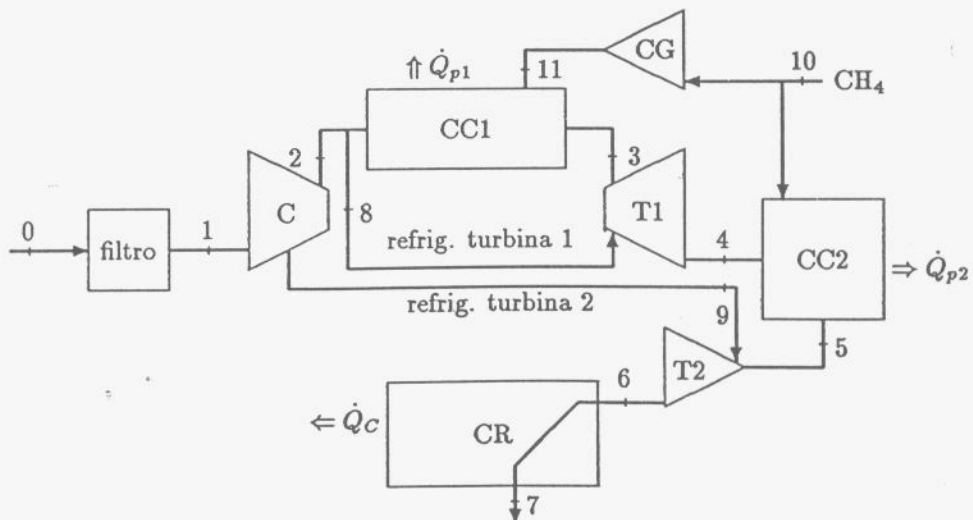 CG
10
CH₄
⇑ Q̇p1
11
CC1
2
3
C
8
T1
0
filtro
1
refrig. turbina 1
4
CC2
⇒ Q̇p2
refrig. turbina 2
9
5
T2
6
⇐ Q̇C
CR
7